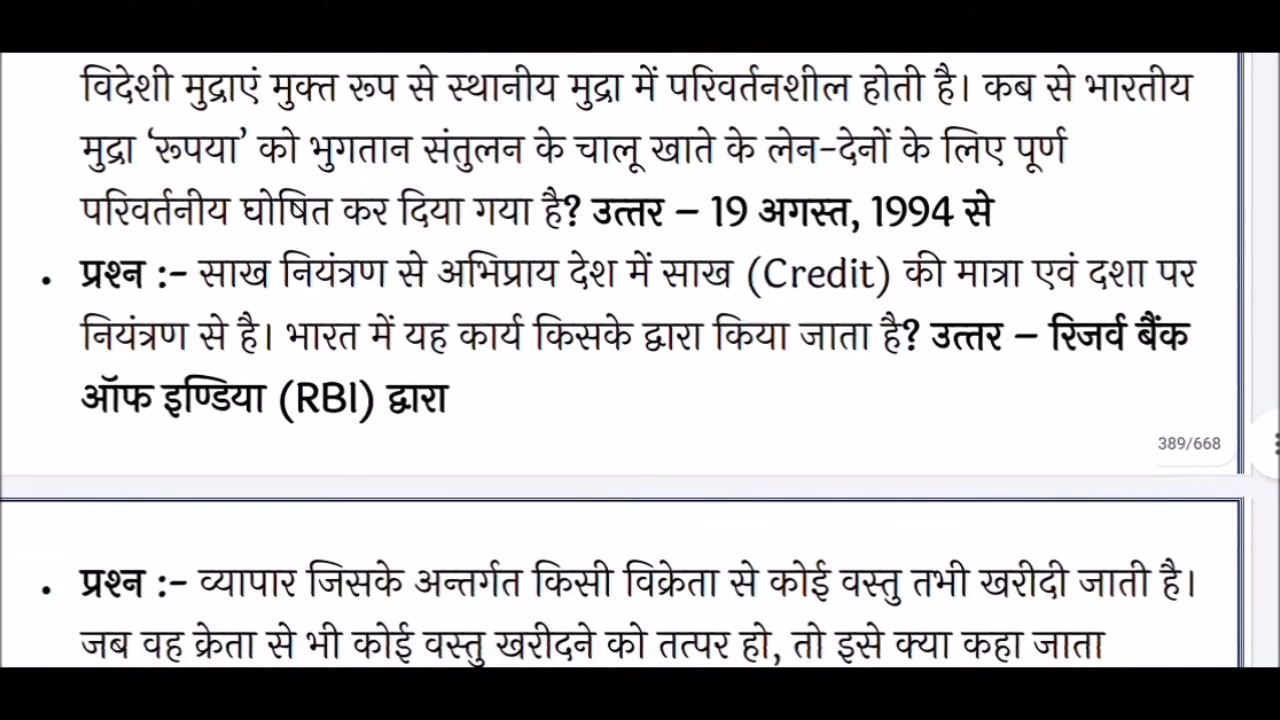 विदेशी मुद्राएं मुक्त रूप से स्थानीय मुद्रा में परिवर्तनशील होती है। कब से भारतीय
मुद्रा ‘रूपया’ को भुगतान संतुलन के चालू खाते के लेन-देनों के लिए पूर्ण
परिवर्तनीय घोषित कर दिया गया है? उत्तर – 19 अगस्त, 1994 से
• प्रश्न :- साख नियंत्रण से अभिप्राय देश में साख (Credit) की मात्रा एवं दशा पर
नियंत्रण से है। भारत में यह कार्य किसके द्वारा किया जाता है? उत्तर – रिजर्व बैंक
ऑफ इण्डिया (RBI) द्वारा
389/668
• प्रश्न :- व्यापार जिसके अन्तर्गत किसी विक्रेता से कोई वस्तु तभी खरीदी जाती है।
जब वह क्रेता से भी कोई वस्तु खरीदने को तत्पर हो, तो इसे क्या कहा जाता